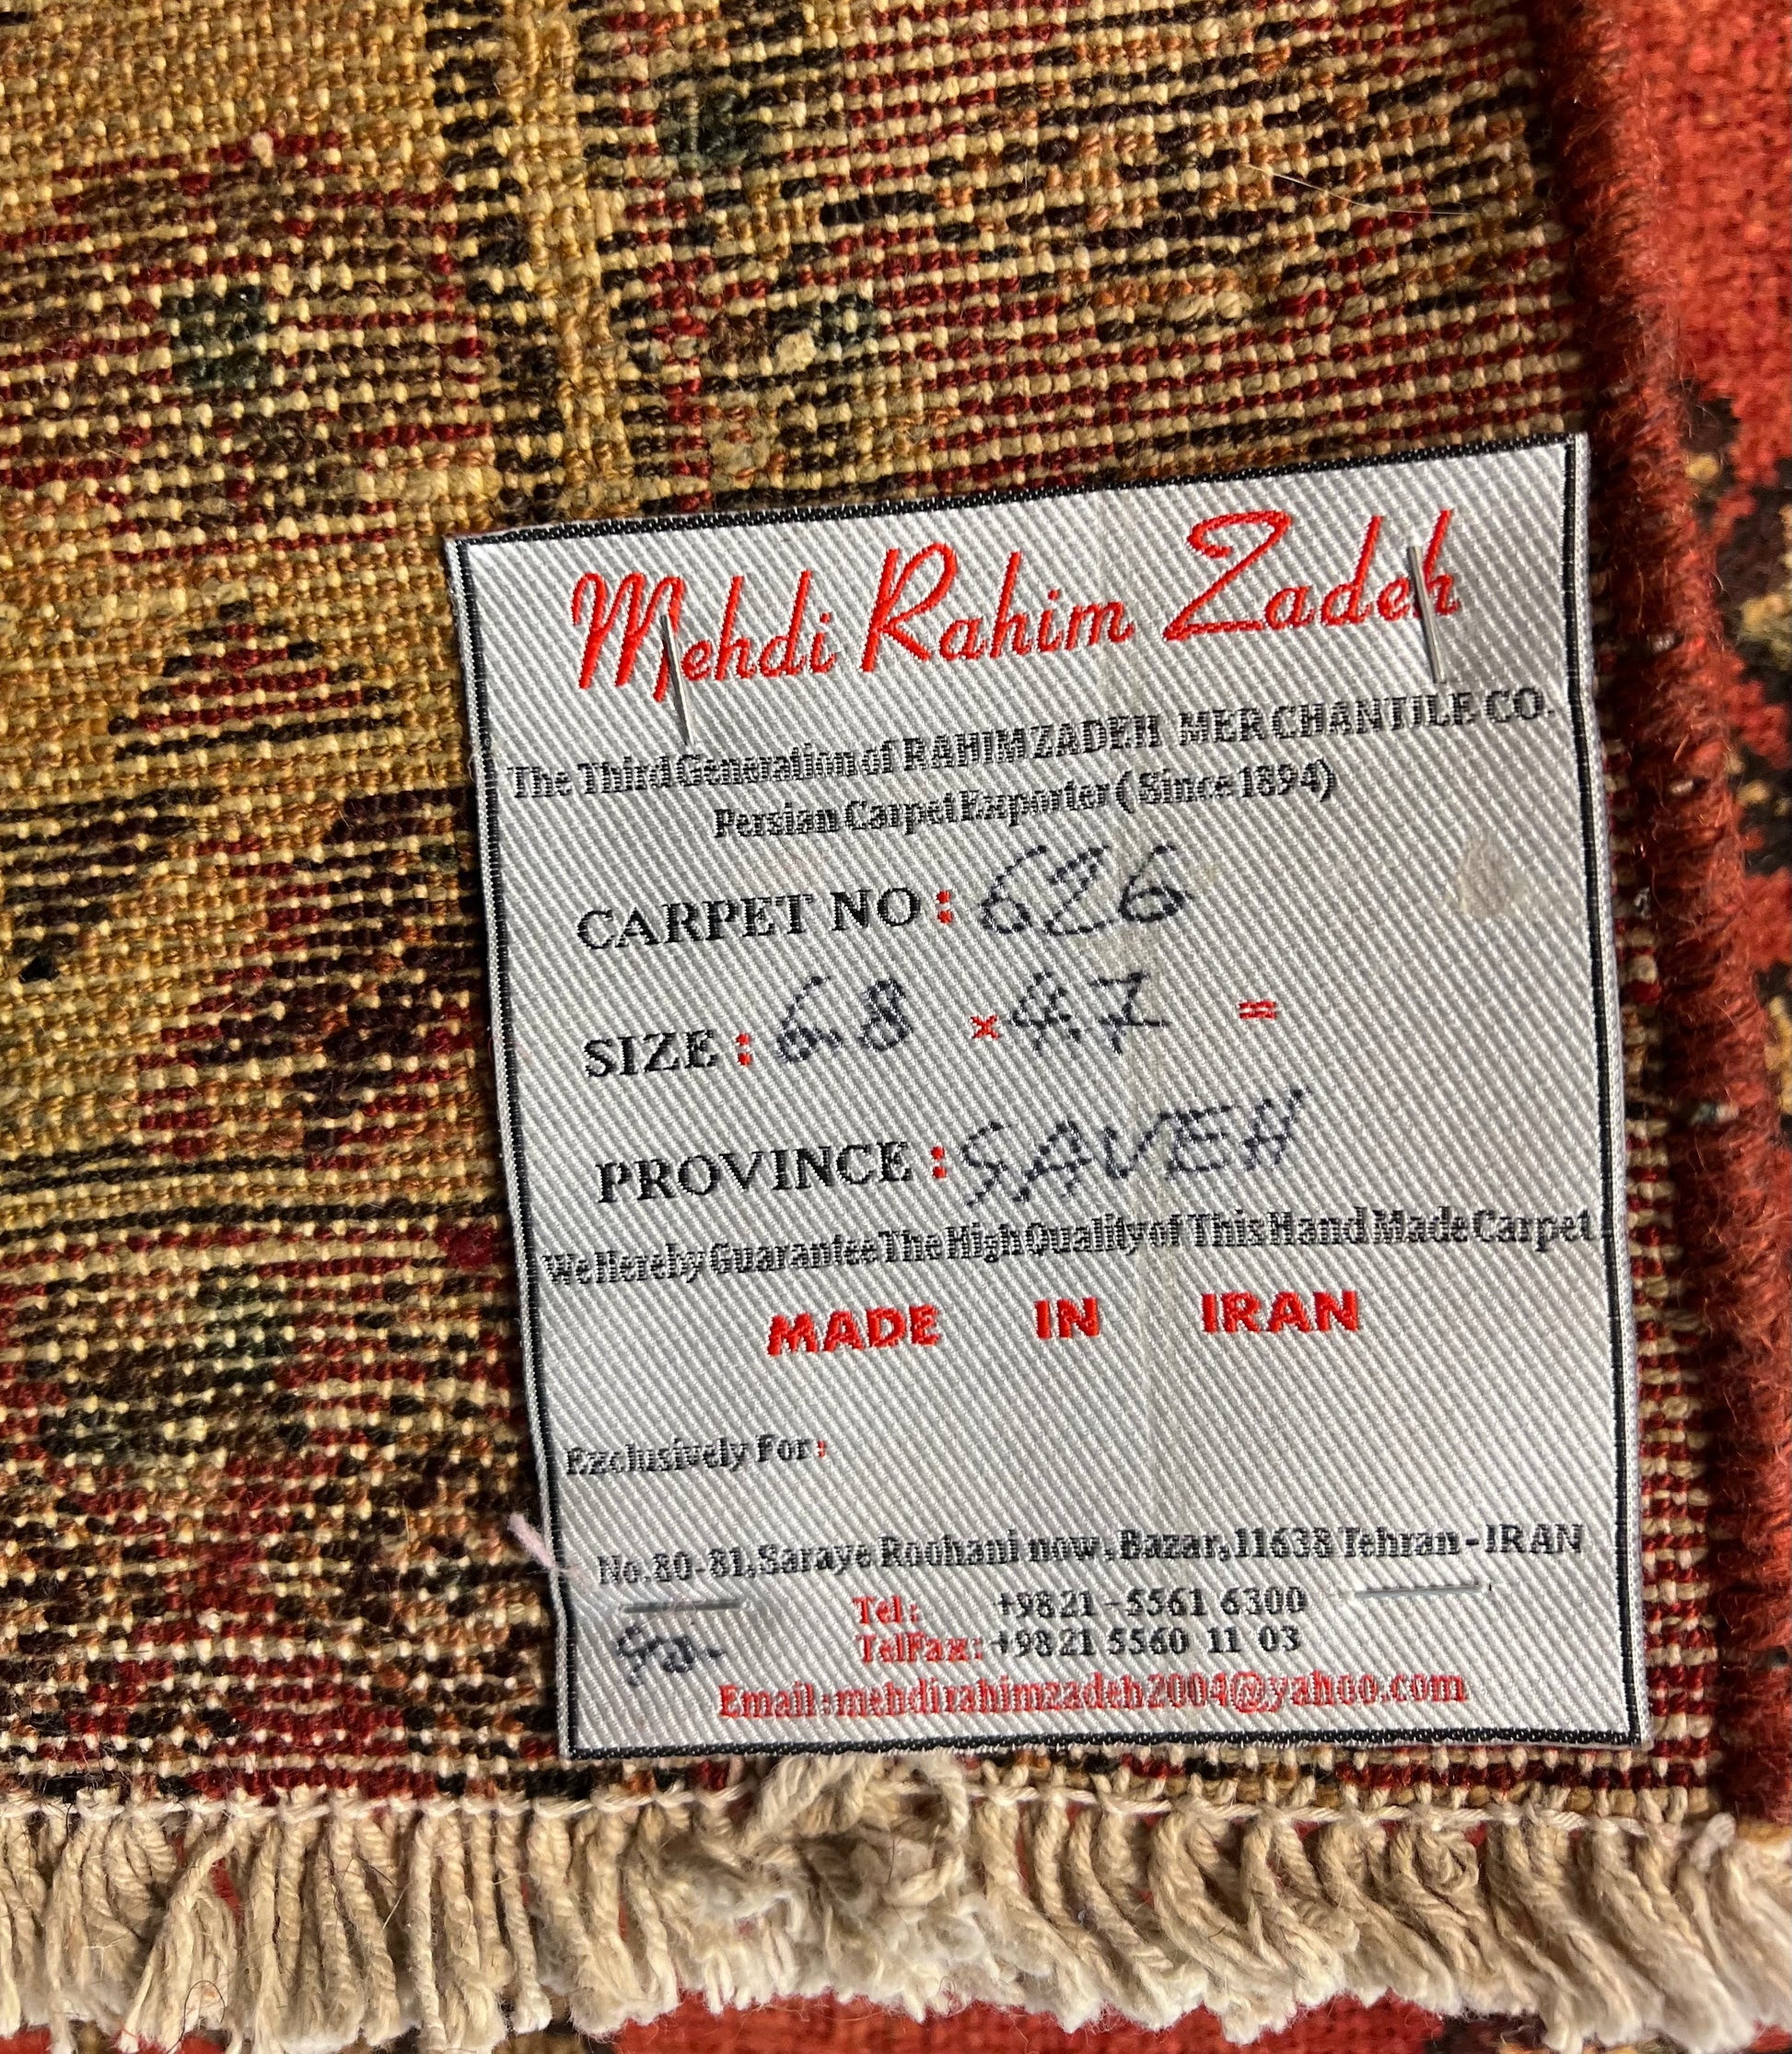 Mehdi Rahim Zadeh
The Third Generation of RAHIMZADEH MERCHANTILE CO.
Persian Carpet Exporter ( Since 1894)
CARPET NO : 626
SIZE : 6.8 x 4.7 =
PROVINCE : SAVEH
We Hereby Guarantee The High Quality of This Hand Made Carpet
MADE IN IRAN
Exclusively For :
No.80-81,Saraye Roohani now, Bazar,11638 Tehran-IRAN
Tel : +9821-5561 6300
TelFax: +9821 5560 11 03
Email:mehdirahimzadeh2004@yahoo.com